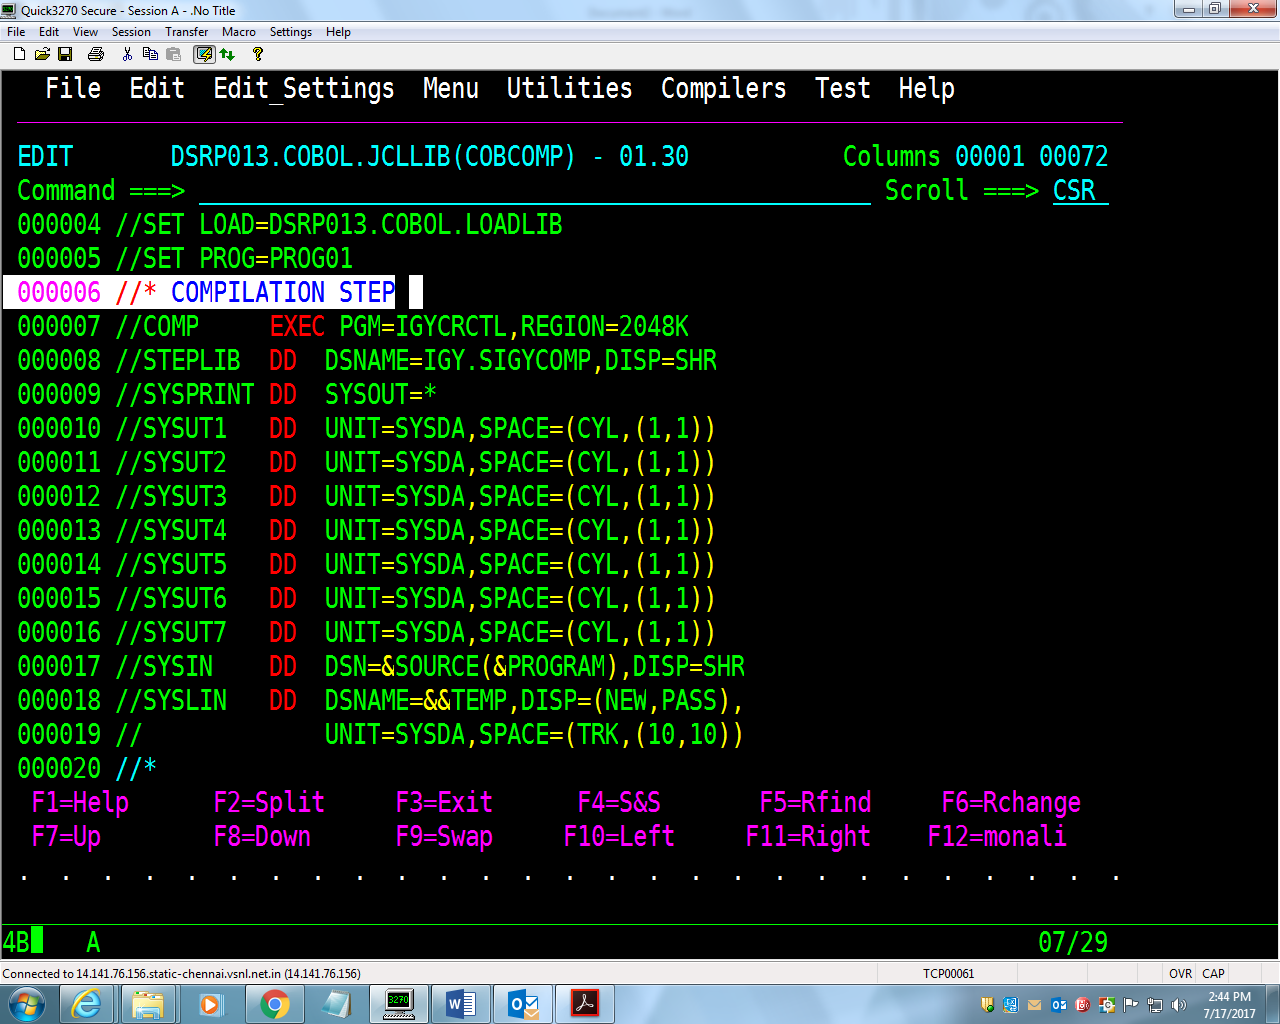 Quick3270 Secure - Session A - .No Title
File Edit View Session Transfer Macro Settings Help
File Edit Edit_Settings Menu Utilities Compilers Test Help
EDIT DSRP013.COBOL.JCLLIB(COBCOMP) - 01.30 Columns 00001 00072
Command ===> Scroll ===> CSR
000004 //SET LOAD=DSRP013.COBOL.LOADLIB
000005 //SET PROG=PROG01
000006 //* COMPILATION STEP
000007 //COMP EXEC PGM=IGYCRCTL,REGION=2048K
000008 //STEPLIB DD DSNAME=IGY.SIGYCOMP,DISP=SHR
000009 //SYSPRINT DD SYSOUT=*
000010 //SYSUT1 DD UNIT=SYSDA,SPACE=(CYL,(1,1))
000011 //SYSUT2 DD UNIT=SYSDA,SPACE=(CYL,(1,1))
000012 //SYSUT3 DD UNIT=SYSDA,SPACE=(CYL,(1,1))
000013 //SYSUT4 DD UNIT=SYSDA,SPACE=(CYL,(1,1))
000014 //SYSUT5 DD UNIT=SYSDA,SPACE=(CYL,(1,1))
000015 //SYSUT6 DD UNIT=SYSDA,SPACE=(CYL,(1,1))
000016 //SYSUT7 DD UNIT=SYSDA,SPACE=(CYL,(1,1))
000017 //SYSIN DD DSN=&SOURCE(&PROGRAM),DISP=SHR
000018 //SYSLIN DD DSNAME=&&TEMP,DISP=(NEW,PASS),
000019 // UNIT=SYSDA,SPACE=(TRK,(10,10))
000020 //*
F1=Help F2=Split F3=Exit F4=S&S F5=Rfind F6=Rchange
F7=Up F8=Down F9=Swap F10=Left F11=Right F12=monali
. . . . . . . . . . . . . . . . . . . . . . . . . . .
4B A 07/29
Connected to 14.141.76.156.static-chennai.vsnl.net.in (14.141.76.156) TCP00061 OVR CAP
3270
2:44 PM
7/17/2017